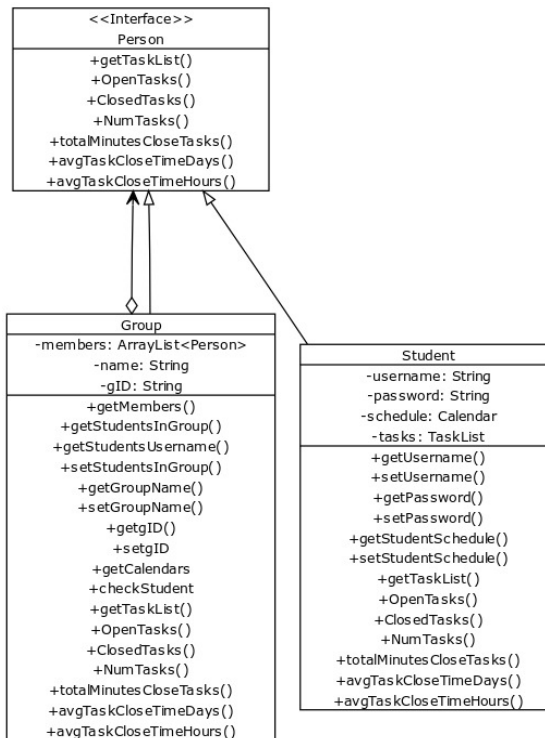 <<Interface>>
Person
+getTaskList()
+OpenTasks()
+ClosedTasks()
+NumTasks()
+totalMinutesCloseTasks()
+avgTaskCloseTimeDays()
+avgTaskCloseTimeHours()
Group
-members: ArrayList<Person>
-name: String
-gID: String
+getMembers()
+getStudentsInGroup()
+getStudentsUsername()
+setStudentsInGroup()
+getGroupName()
+setGroupName()
+getgID()
+setgID
+getCalendars
+checkStudent
+getTaskList()
+OpenTasks()
+ClosedTasks()
+NumTasks()
+totalMinutesCloseTasks()
+avgTaskCloseTimeDays()
+avgTaskCloseTimeHours()
Student
-username: String
-password: String
-schedule: Calendar
-tasks: TaskList
+getUsername()
+setUsername()
+getPassword()
+setPassword()
+getStudentSchedule()
+setStudentSchedule()
+getTaskList()
+OpenTasks()
+ClosedTasks()
+NumTasks()
+totalMinutesCloseTasks()
+avgTaskCloseTimeDays()
+avgTaskCloseTimeHours()